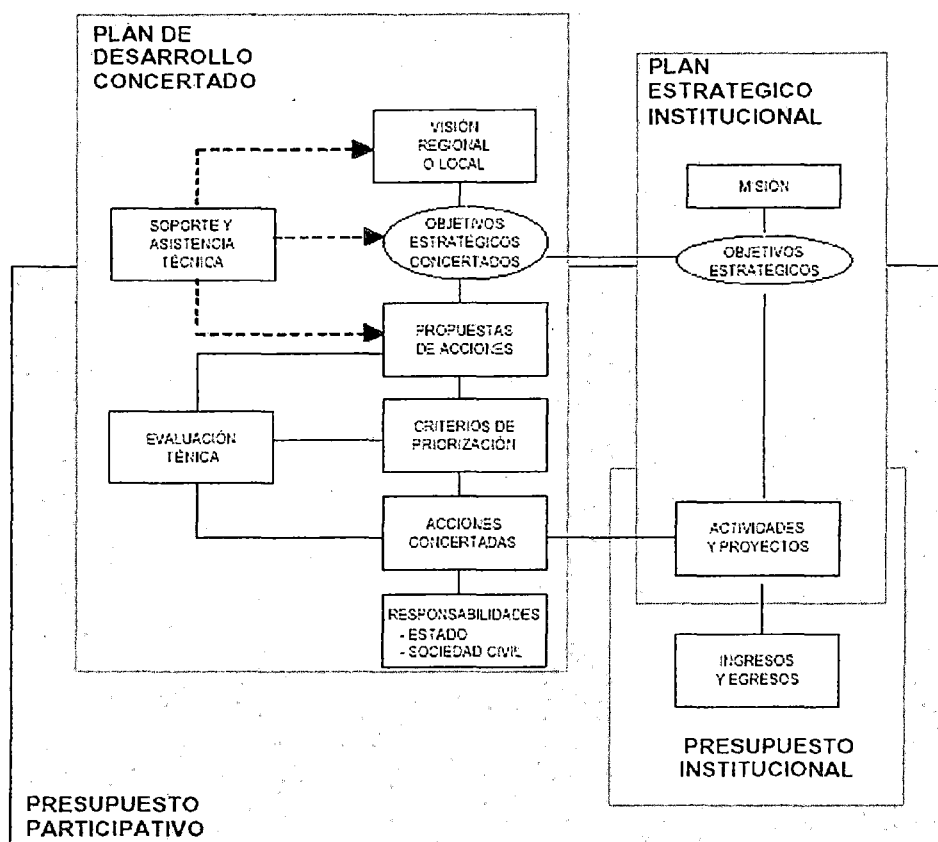 PLAN DE
DESARROLLO
CONCERTADO
VISIÓN
REGIONAL
O LOCAL
SOPORTE Y
ASISTENCIA
TÉCNICA
OBJETIVOS
ESTRATÉGICOS
CONCERTADOS
PROPUESTAS
DE ACCIONES
EVALUACIÓN
TÉNICA
CRITERIOS DE
PRIORIZACIÓN
ACCIONES
CONCERTADAS
RESPONSABILIDADES
- ESTADO
- SOCIEDAD CIVIL
PLAN
ESTRATEGICO
INSTITUCIONAL
MISION
OBJETIVOS
ESTRATEGICOS
ACTIVIDADES
Y PROYECTOS
INGRESOS
Y EGRESOS
PRESUPUESTO
INSTITUCIONAL
PRESUPUESTO
PARTICIPATIVO